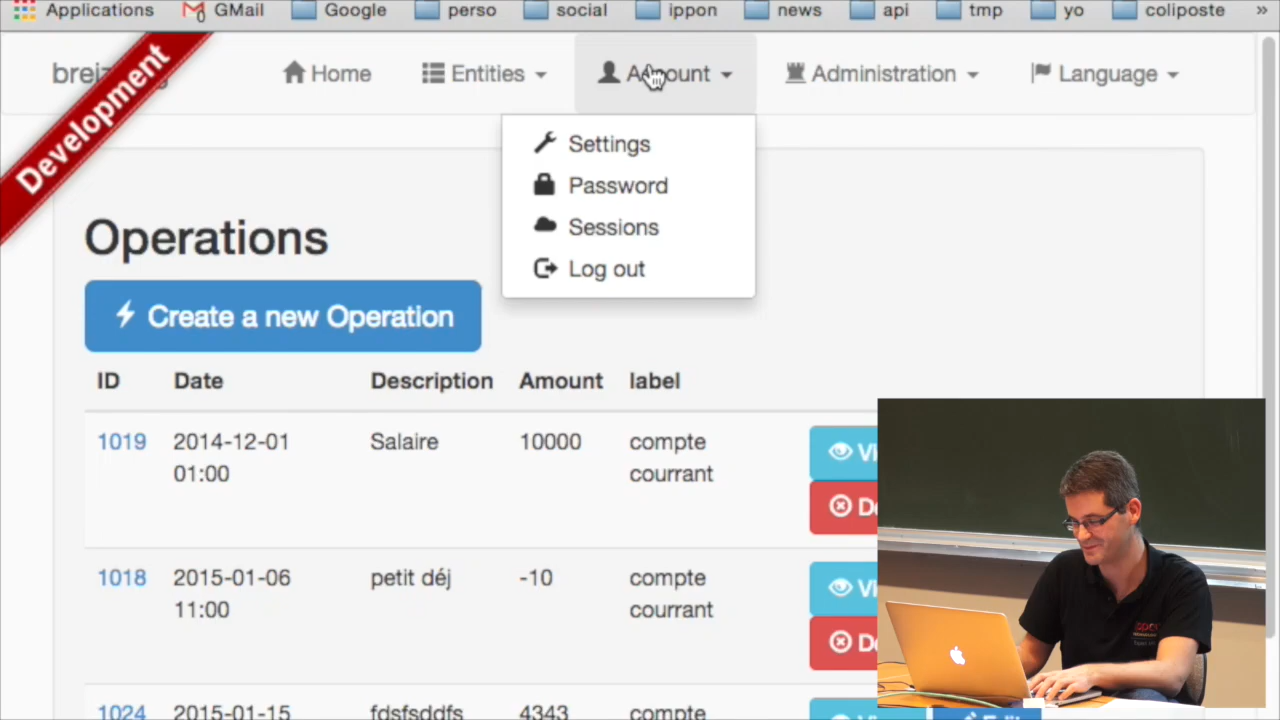 Applications GMail Google perso social ippon news api tmp yo coliposte »
Development
Home Entities Administration Language
Settings
Password
Sessions
Log out
Operations
Create a new Operation
ID Date Description Amount label
1019 2014-12-01 01:00 Salaire 10000 compte courrant
1018 2015-01-06 11:00 petit déj -10 compte courrant
1024 2015-01-15 fdsfsddfs 4343 compte